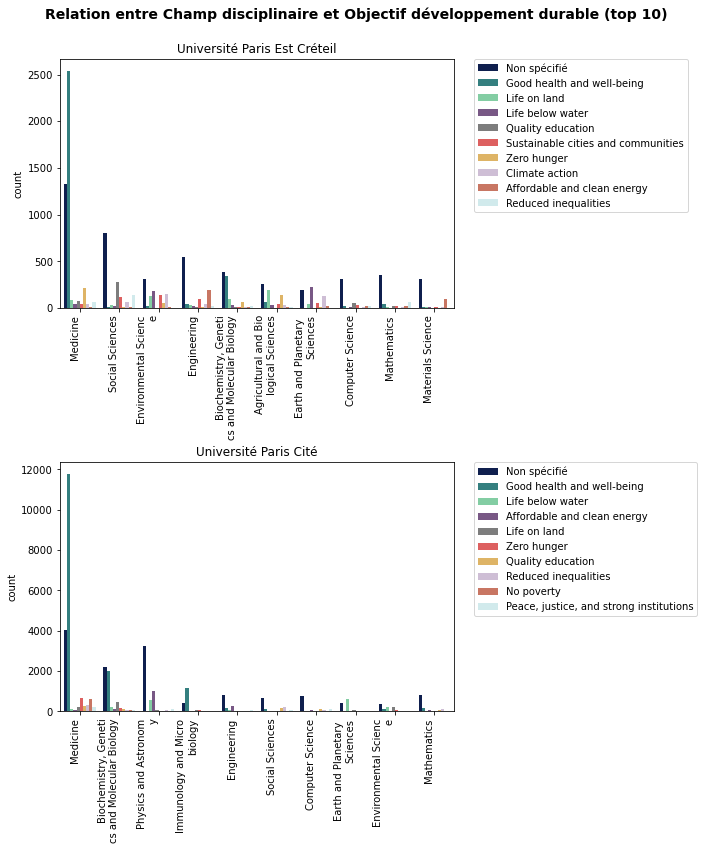 Relation entre Champ disciplinaire et Objectif développement durable (top 10)
Université Paris Est Créteil
2500
2000
1500
1000
500
0
count
Medicine
Social Sciences
Environmental Scienc
e
Engineering
Biochemistry, Geneti
cs and Molecular Biology
Agricultural and Bio
logical Sciences
Earth and Planetary
Sciences
Computer Science
Mathematics
Materials Science
Non spécifié
Good health and well-being
Life on land
Life below water
Quality education
Sustainable cities and communities
Zero hunger
Climate action
Affordable and clean energy
Reduced inequalities
Université Paris Cité
12000
10000
8000
6000
4000
2000
0
count
Medicine
Biochemistry, Geneti
cs and Molecular Biology
Physics and Astronom
y
Immunology and Micro
biology
Engineering
Social Sciences
Computer Science
Earth and Planetary
Sciences
Environmental Scienc
e
Mathematics
Non spécifié
Good health and well-being
Life below water
Affordable and clean energy
Life on land
Zero hunger
Quality education
Reduced inequalities
No poverty
Peace, justice, and strong institutions